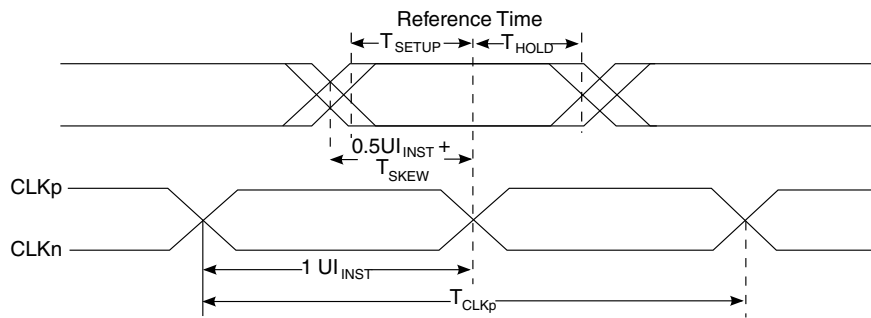 Reference Time
T_SETUP T_HOLD
0.5UI_INST +
T_SKEW
CLKp
CLKn
1 UI_INST
T_CLKp